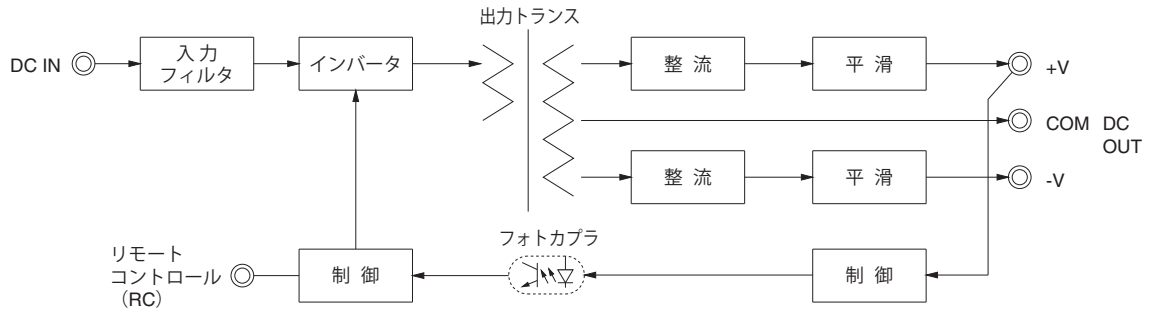 出力トランス
DC IN
入力
フィルタ
インバータ
整流
平滑
+V
COM DC
OUT
整流
平滑
-V
リモート
コントロール
（RC）
制御
フォトカプラ
制御